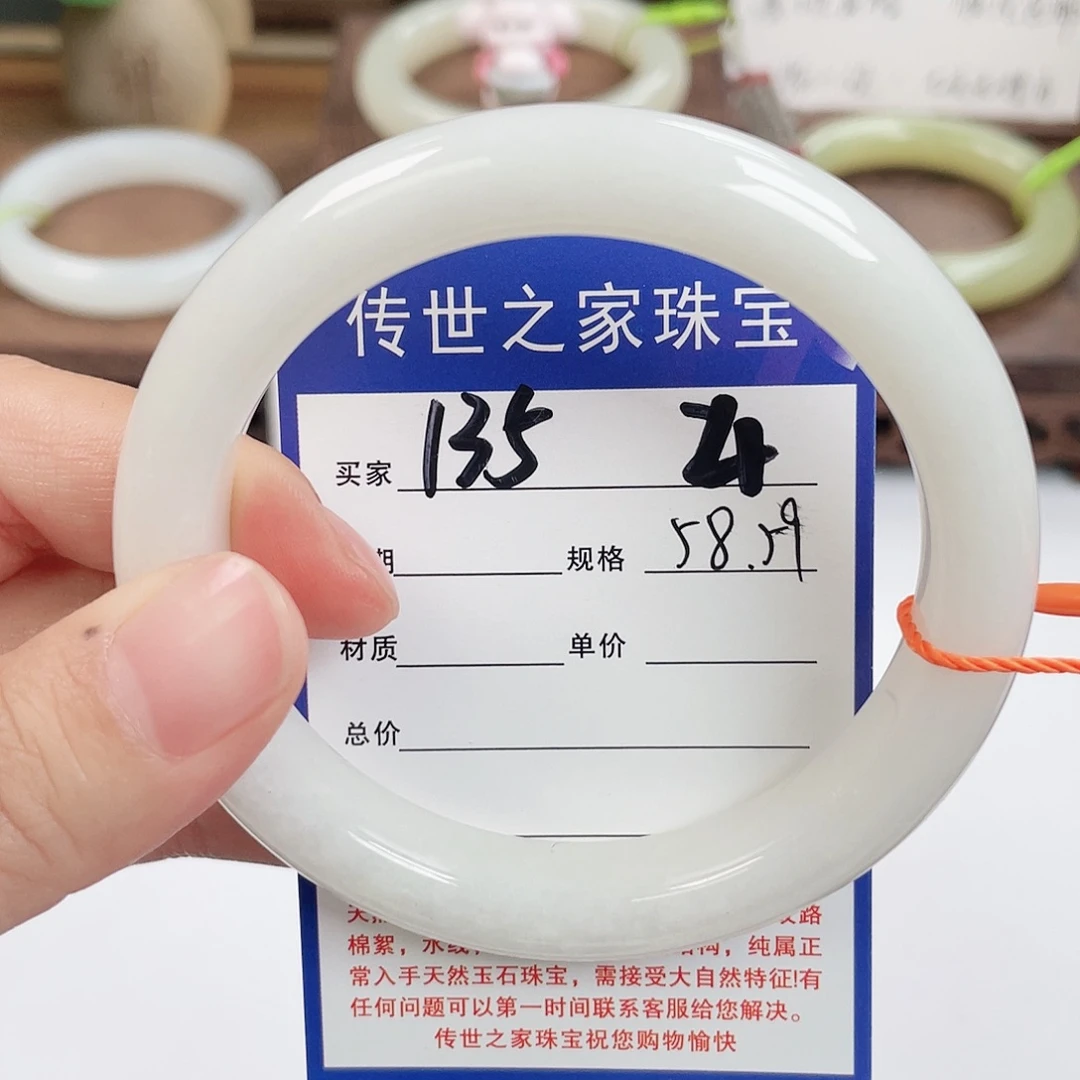 传世之家珠宝
买家 135 24
期 规格 58.59
材质 单价
总价
棉絮，水线，构，纯属正
常入手天然玉石珠宝，需接受大自然特征!有
任何问题可以第一时间联系客服给您解决。
传世之家珠宝祝您购物愉快